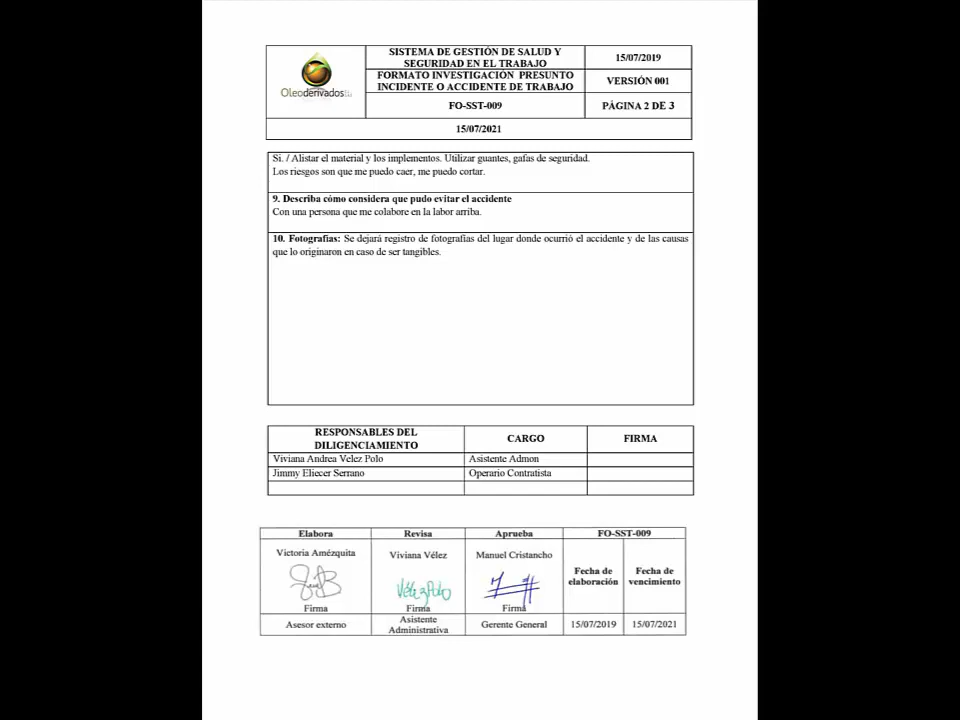 Oleoderivados
SISTEMA DE GESTIÓN DE SALUD Y
SEGURIDAD EN EL TRABAJO
15/07/2019
FORMATO INVESTIGACIÓN PRESUNTO
INCIDENTE O ACCIDENTE DE TRABAJO
VERSIÓN 001
FO-SST-009
PÁGINA 2 DE 3
15/07/2021
Si. / Alistar el material y los implementos. Utilizar guantes, gafas de seguridad.
Los riesgos son que me puedo caer, me puedo cortar.
9. Describa cómo considera que pudo evitar el accidente
Con una persona que me colabore en la labor arriba.
10. Fotografías: Se dejará registro de fotografías del lugar donde ocurrió el accidente y de las causas
que lo originaron en caso de ser tangibles.
RESPONSABLES DEL
DILIGENCIAMIENTO
CARGO
FIRMA
Viviana Andrea Velez Polo
Asistente Admon
Jimmy Eliecer Serrano
Operario Contratista
Elabora
Revisa
Aprueba
FO-SST-009
Victoria Amézquita
Viviana Vélez
Manuel Cristancho
Fecha de
elaboración
Fecha de
vencimiento
VélezPolo
Firma
Firma
Firma
Asesor externo
Asistente
Administrativa
Gerente General
15/07/2019
15/07/2021